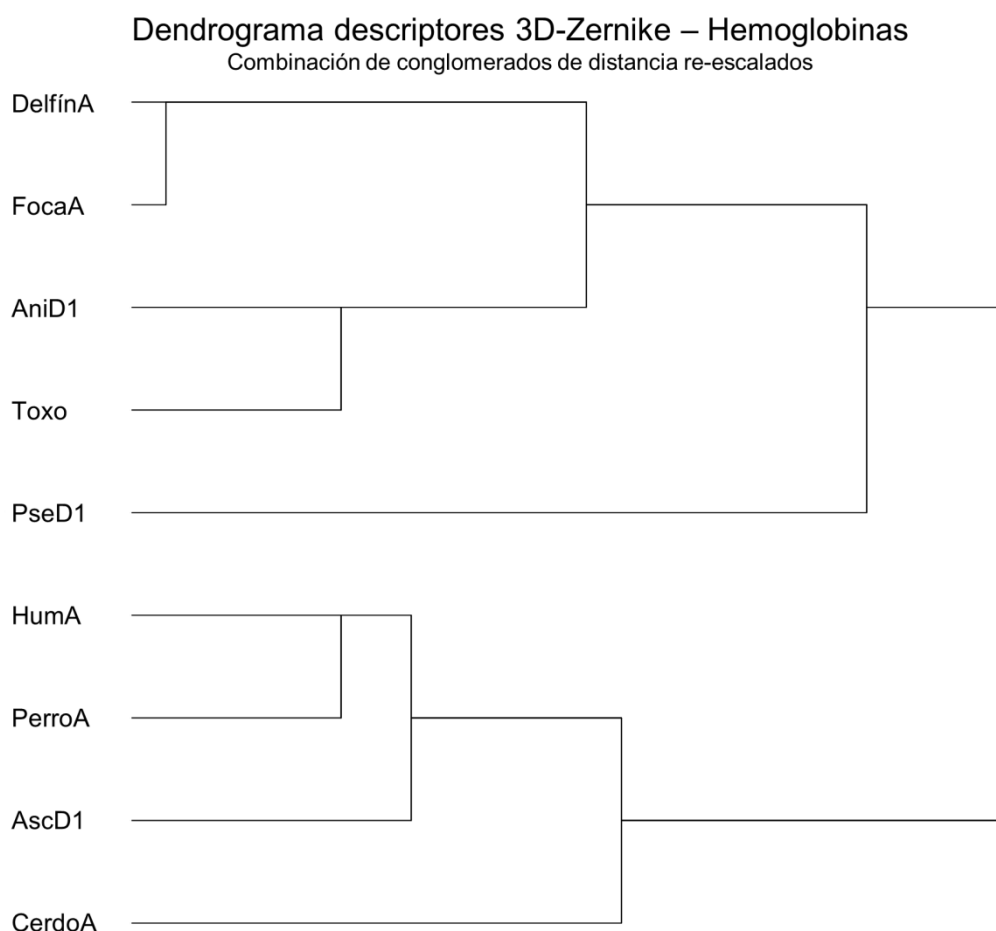 Dendrograma descriptores 3D-Zernike – Hemoglobinas
Combinación de conglomerados de distancia re-escalados
DelfínA
FocaA
AniD1
Toxo
PseD1
HumA
PerroA
AscD1
CerdoA